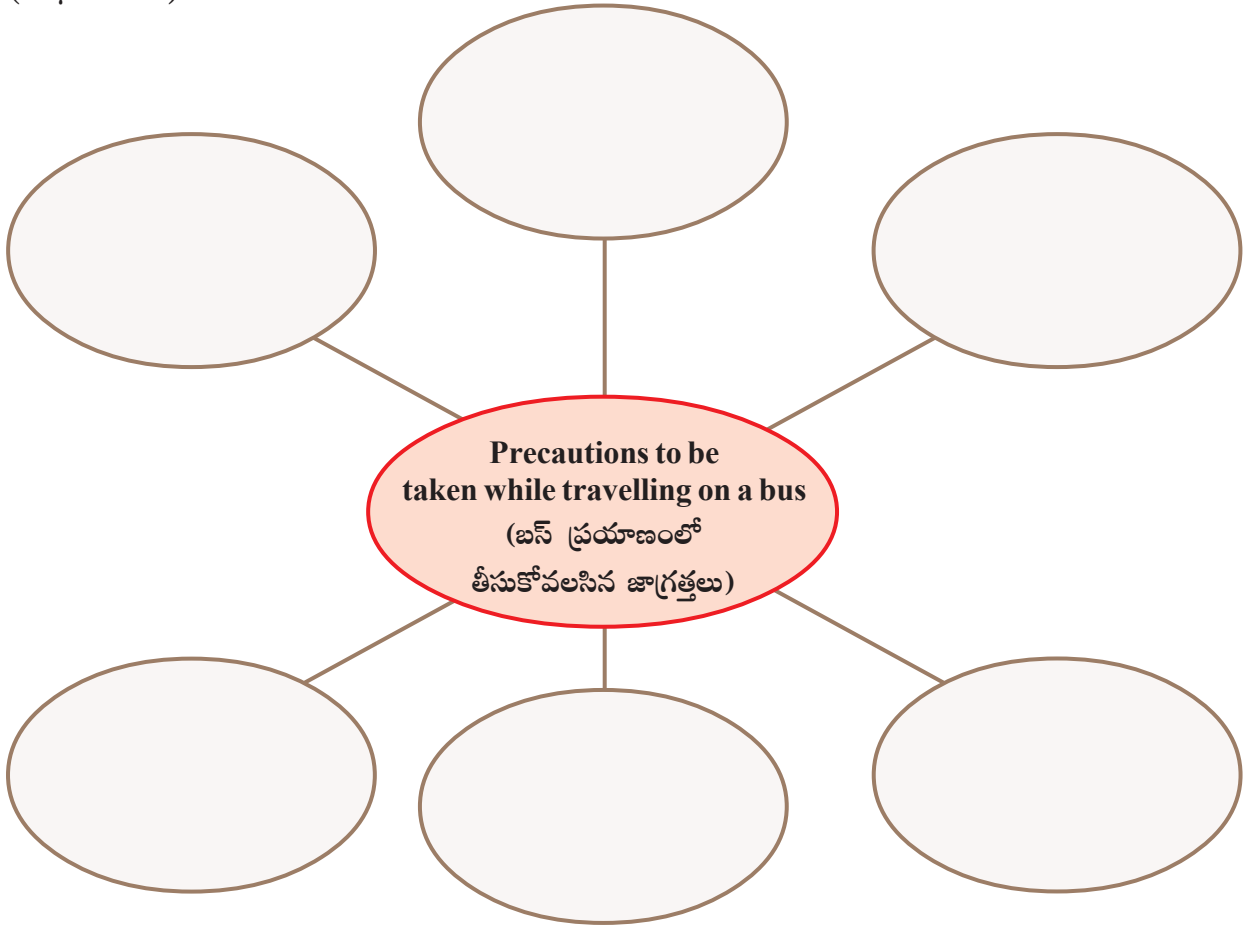 Precautions to be
taken while travelling on a bus
(బస్ ప్రయాణంలో
తీసుకోవలసిన జాగ్రత్తలు)